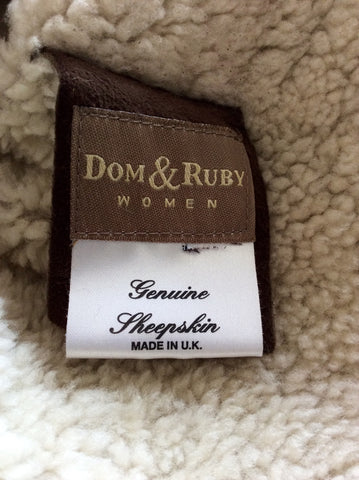 DOM & RUBY
WOMEN
Genuine
Sheepskin
MADE IN U.K.